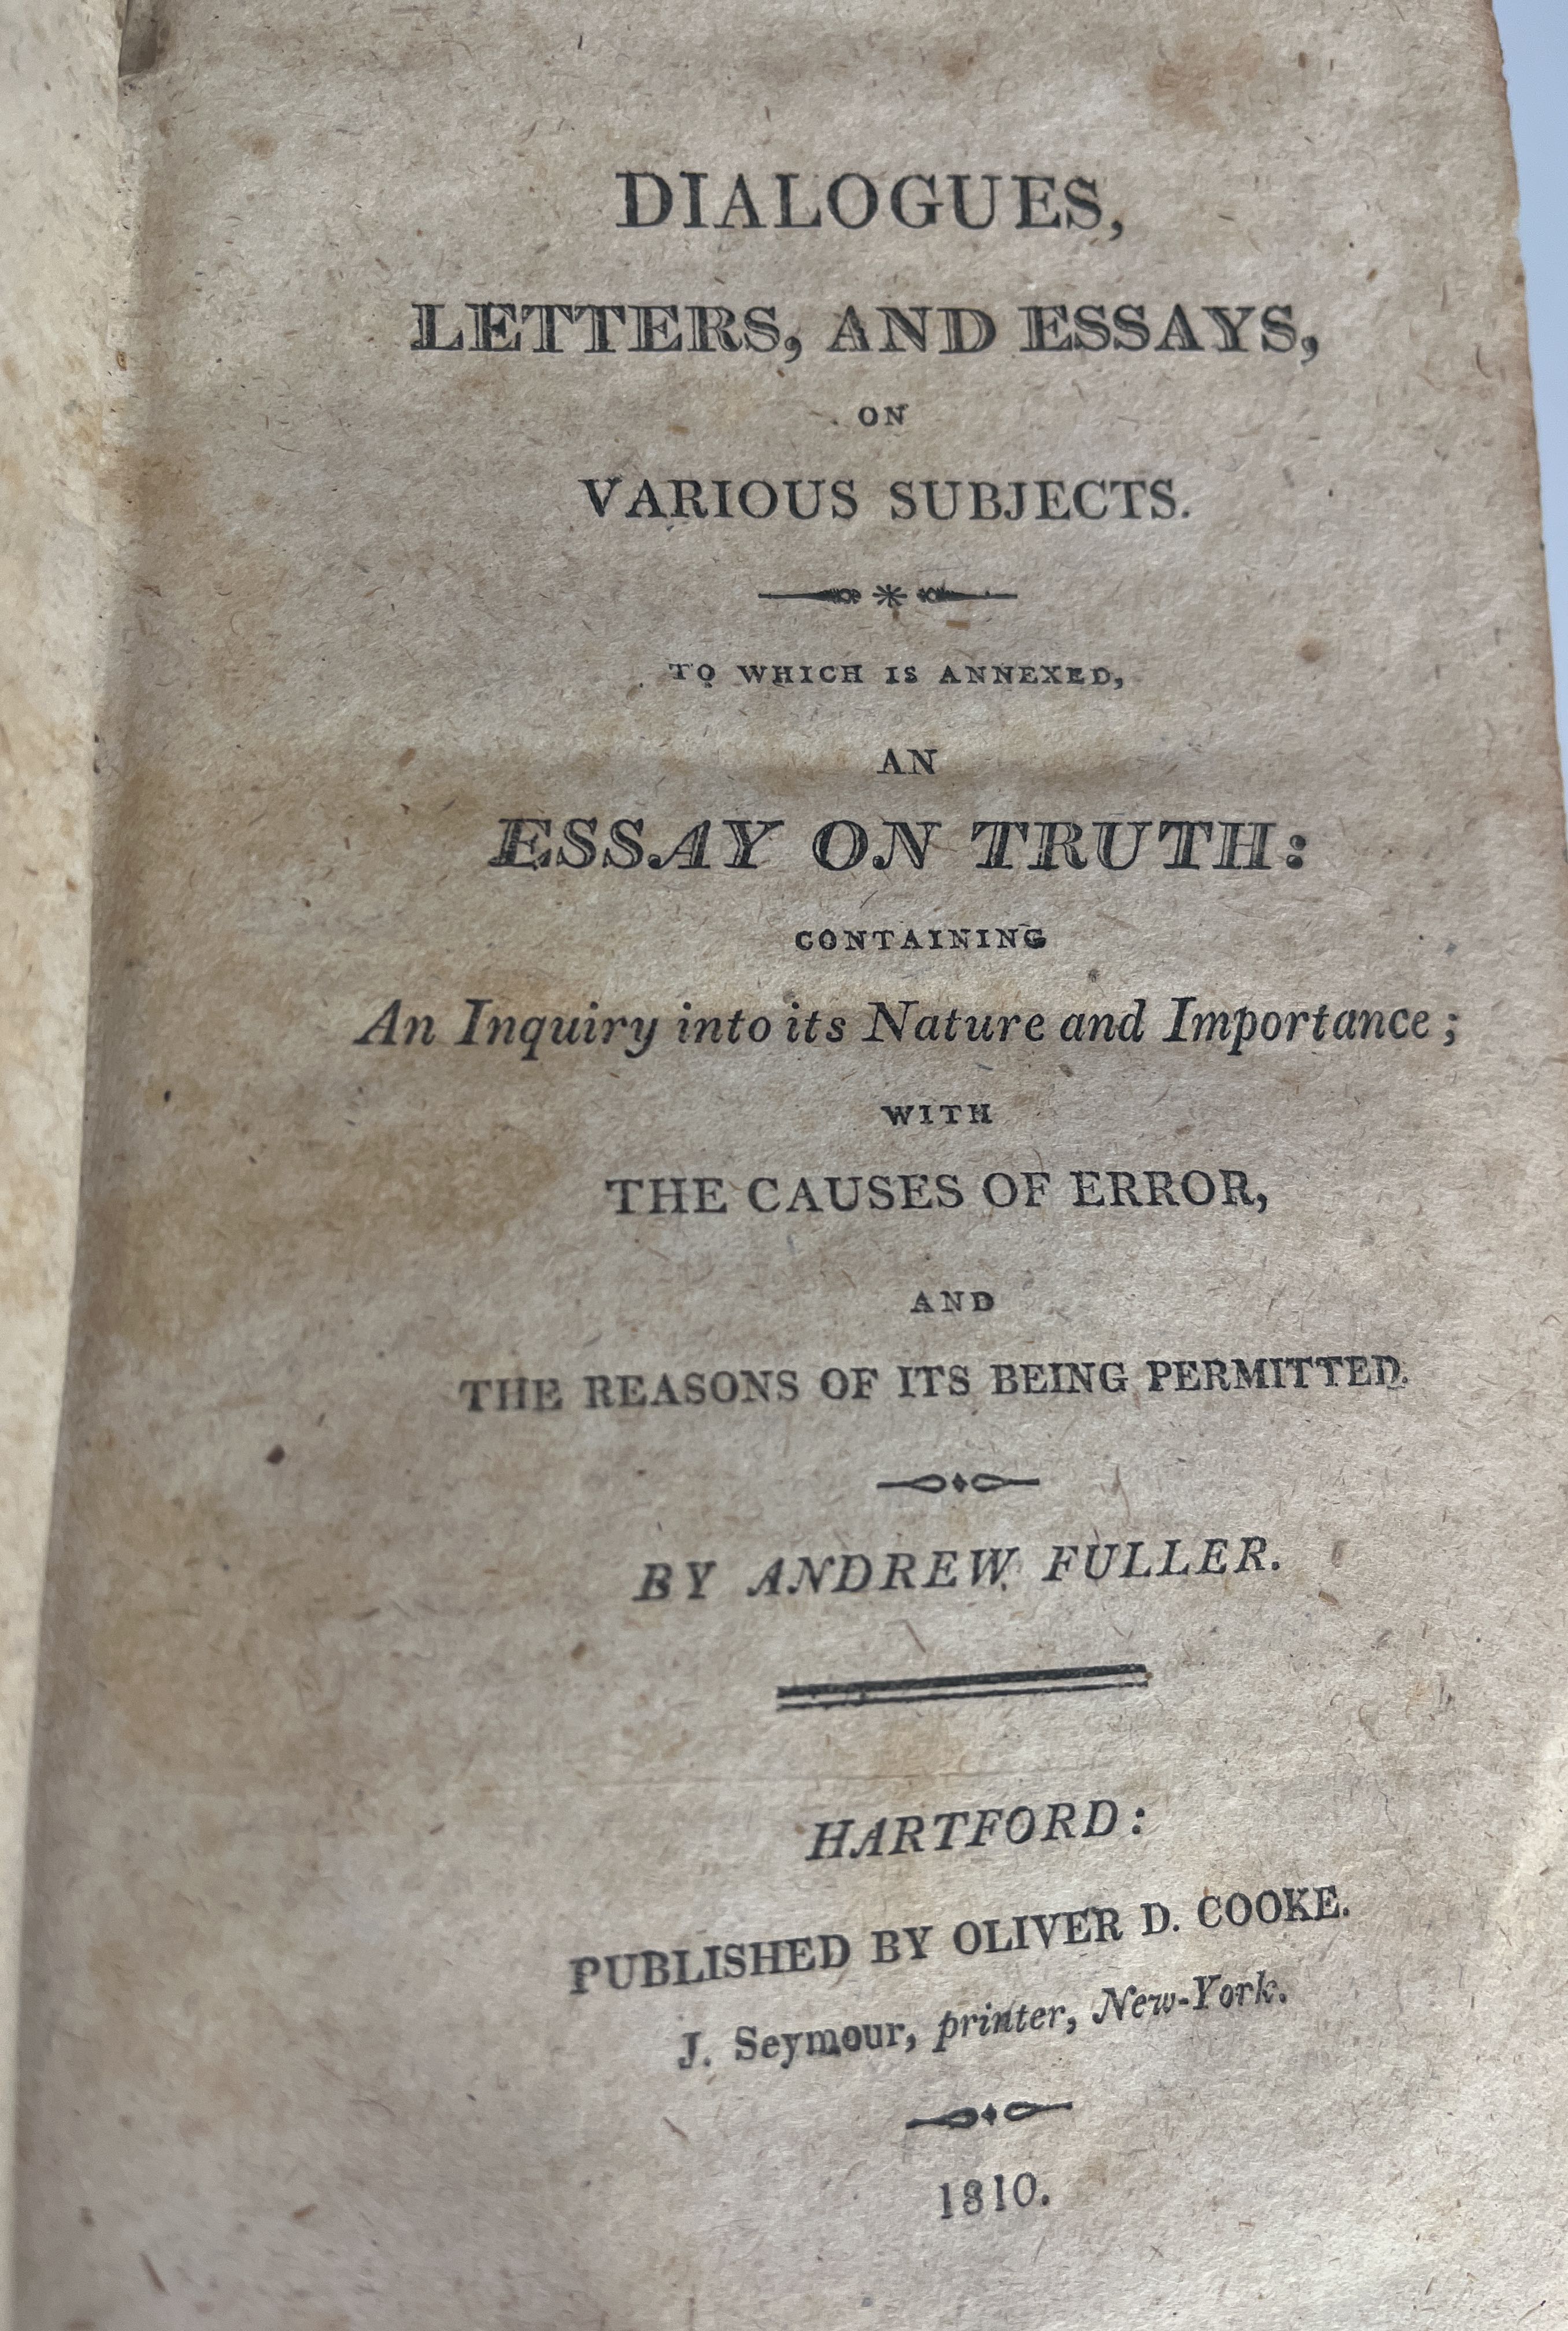 DIALOGUES,
LETTERS, AND ESSAYS,
ON
VARIOUS SUBJECTS.
TO WHICH IS ANNEXED,
AN
ESSAY ON TRUTH:
CONTAINING
An Inquiry into its Nature and Importance;
WITH
THE CAUSES OF ERROR,
AND
THE REASONS OF ITS BEING PERMITTED.
BY ANDREW FULLER.
HARTFORD:
PUBLISHED BY OLIVER D. COOKE.
J. Seymour, printer, New-York.
1810.